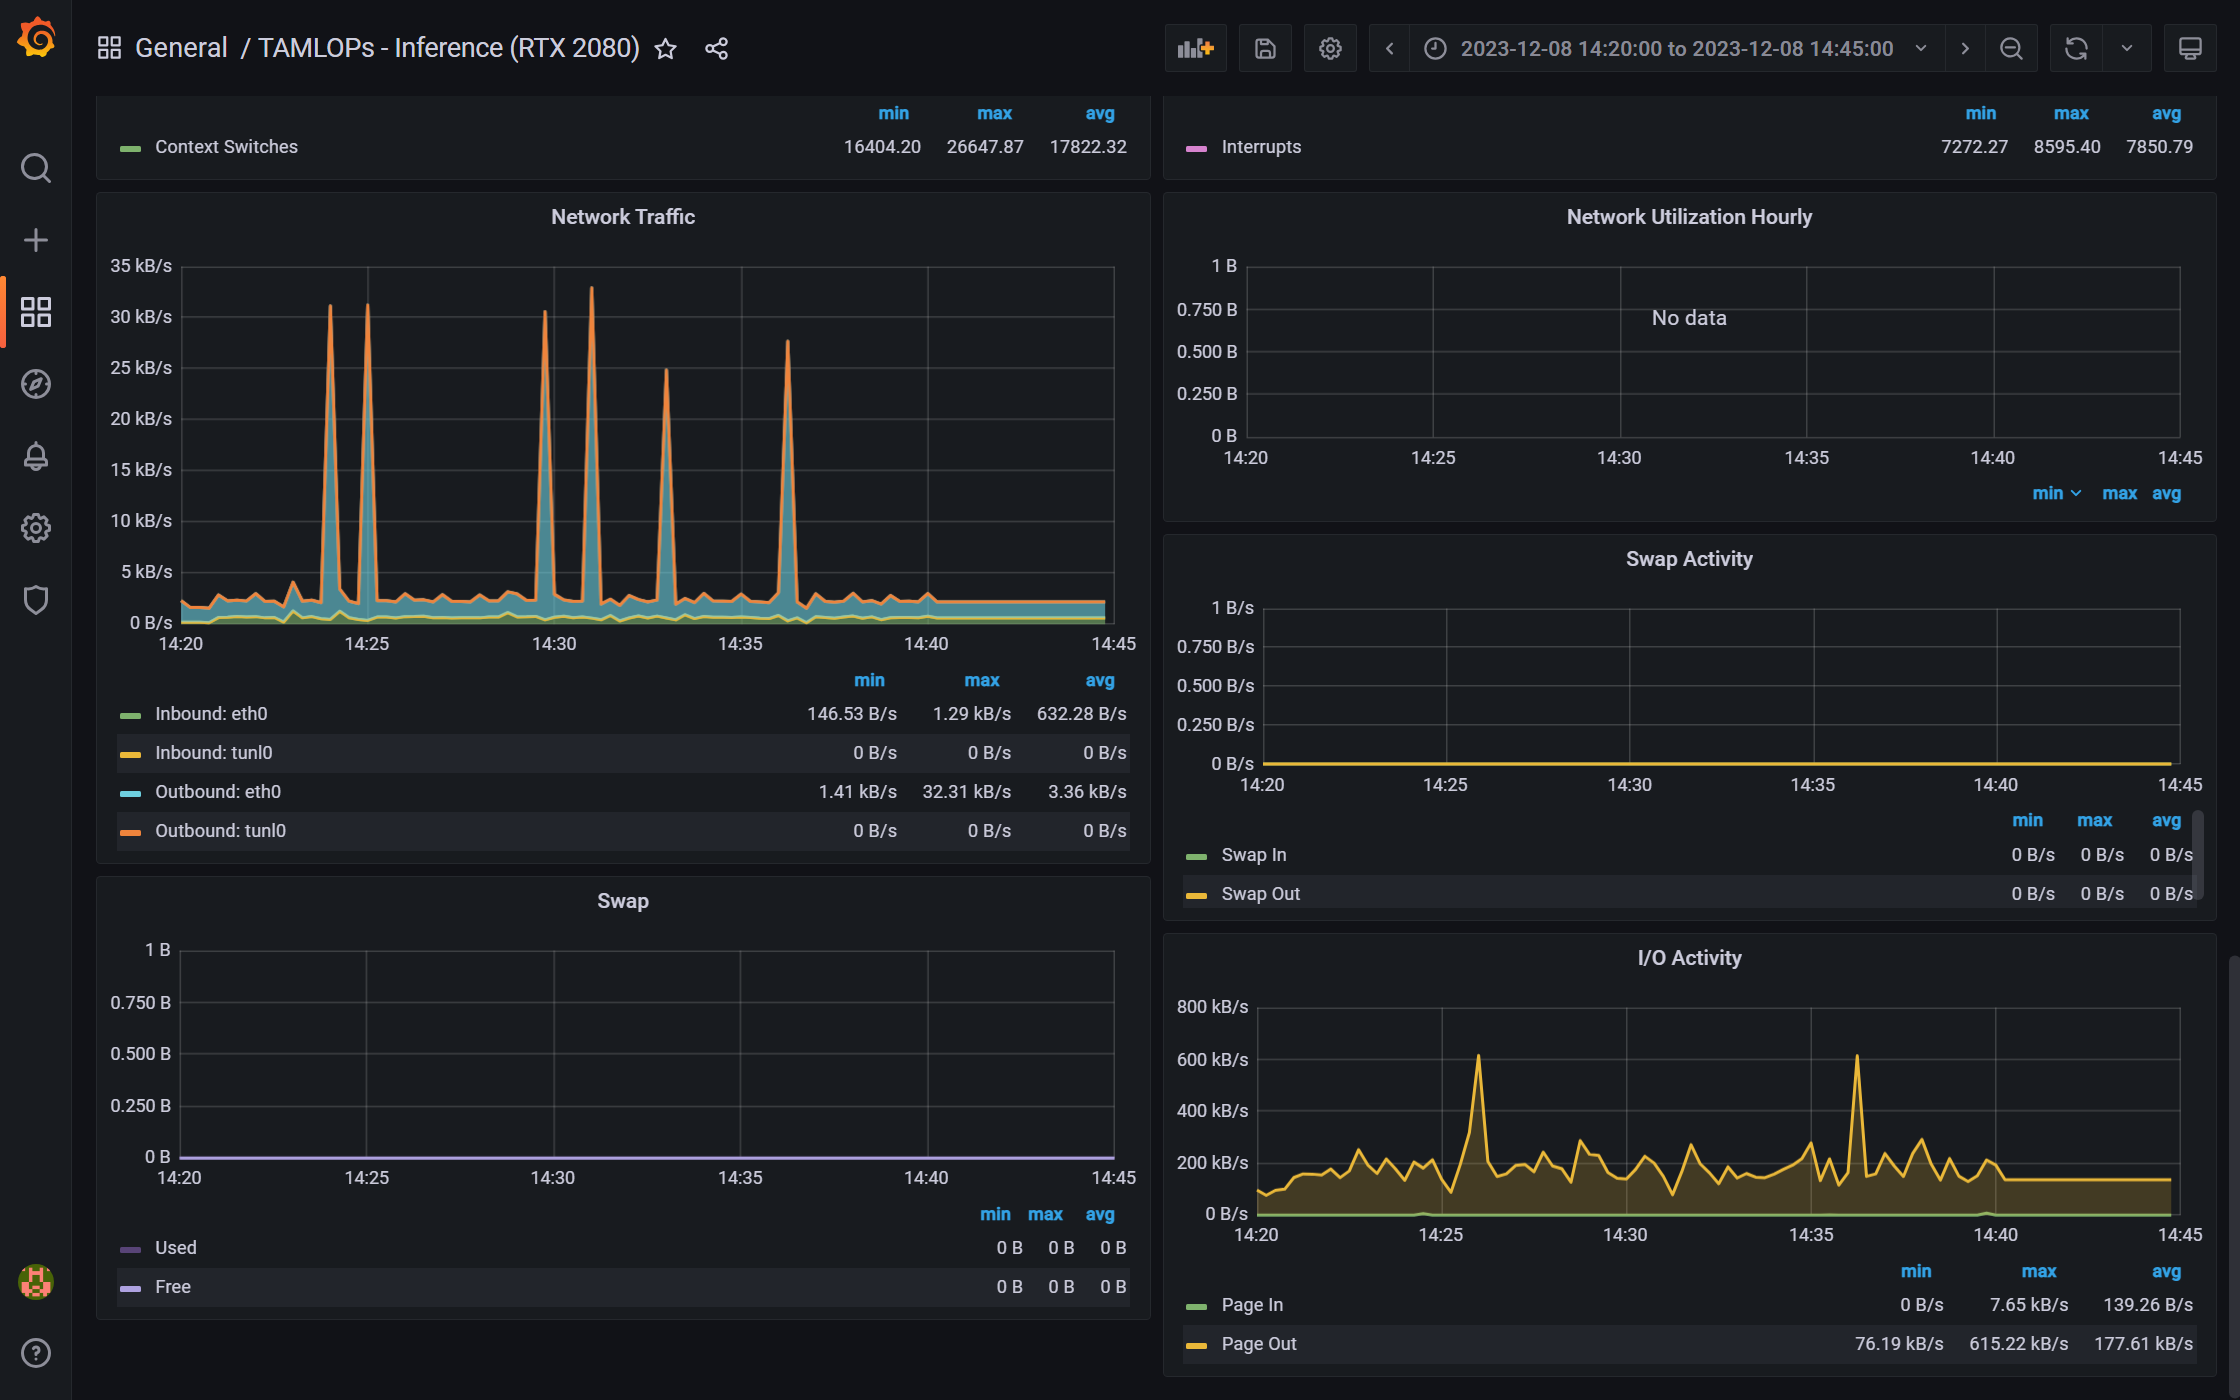 General / TAMLOPs - Inference (RTX 2080)
2023-12-08 14:20:00 to 2023-12-08 14:45:00
min max avg
Context Switches 16404.20 26647.87 17822.32
min max avg
Interrupts 7272.27 8595.40 7850.79
Network Traffic
35 kB/s
30 kB/s
25 kB/s
20 kB/s
15 kB/s
10 kB/s
5 kB/s
0 B/s
14:20 14:25 14:30 14:35 14:40 14:45
min max avg
Inbound: eth0 146.53 B/s 1.29 kB/s 632.28 B/s
Inbound: tunl0 0 B/s 0 B/s 0 B/s
Outbound: eth0 1.41 kB/s 32.31 kB/s 3.36 kB/s
Outbound: tunl0 0 B/s 0 B/s 0 B/s
Network Utilization Hourly
1 B
0.750 B
No data
0.500 B
0.250 B
0 B
14:20 14:25 14:30 14:35 14:40 14:45
min max avg
Swap Activity
1 B/s
0.750 B/s
0.500 B/s
0.250 B/s
0 B/s
14:20 14:25 14:30 14:35 14:40 14:45
min max avg
Swap In 0 B/s 0 B/s 0 B/s
Swap Out 0 B/s 0 B/s 0 B/s
Swap
1 B
0.750 B
0.500 B
0.250 B
0 B
14:20 14:25 14:30 14:35 14:40 14:45
min max avg
Used 0 B 0 B 0 B
Free 0 B 0 B 0 B
I/O Activity
800 kB/s
600 kB/s
400 kB/s
200 kB/s
0 B/s
14:20 14:25 14:30 14:35 14:40 14:45
min max avg
Page In 0 B/s 7.65 kB/s 139.26 B/s
Page Out 76.19 kB/s 615.22 kB/s 177.61 kB/s